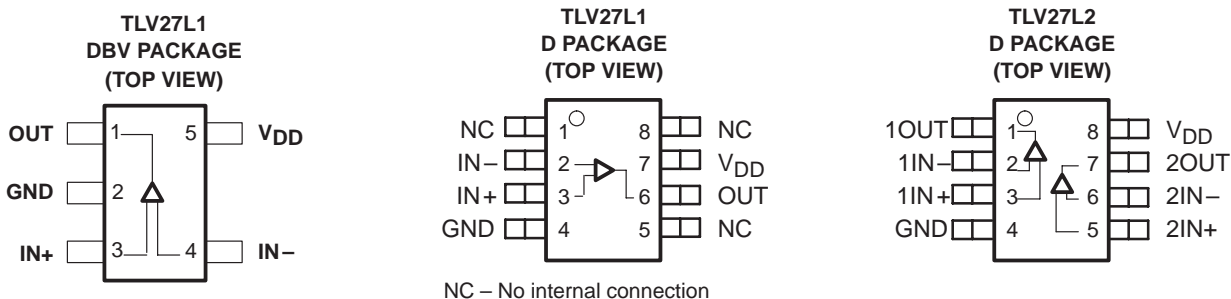 TLV27L1
DBV PACKAGE
(TOP VIEW)
OUT 1 5 VDD
GND 2
IN+ 3 4 IN−
TLV27L1
D PACKAGE
(TOP VIEW)
NC 1 8 NC
IN− 2 7 VDD
IN+ 3 6 OUT
GND 4 5 NC
NC – No internal connection
TLV27L2
D PACKAGE
(TOP VIEW)
1OUT 1 8 VDD
1IN− 2 7 2OUT
1IN+ 3 6 2IN−
GND 4 5 2IN+